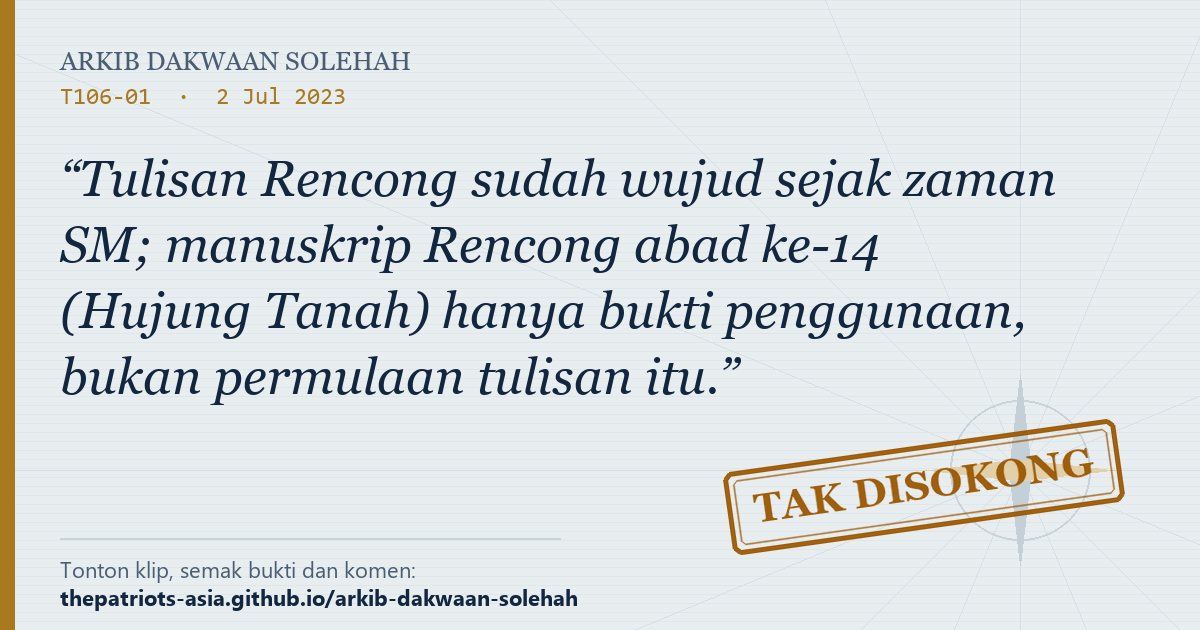 ARKIB DAKWAAN SOLEHAH
T106-01 · 2 Jul 2023
“Tulisan Rencong sudah wujud sejak zaman
SM; manuskrip Rencong abad ke-14
(Hujung Tanah) hanya bukti penggunaan,
bukan permulaan tulisan itu.”
TAK DISOKONG
Tonton klip, semak bukti dan komen:
thepatriots-asia.github.io/arkib-dakwaan-solehah